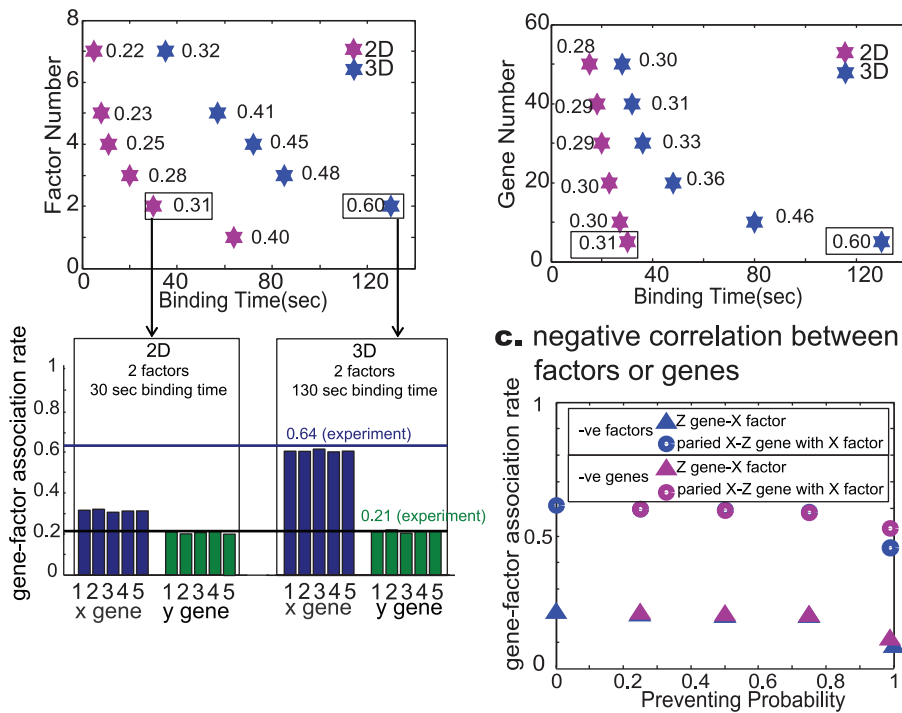 Factor Number
8
6
4
2
0
0.22
0.32
2D
3D
0.23
0.41
0.25
0.45
0.28
0.48
0.31
0.60
0.40
0
40
80
120
Binding Time(sec)
Gene Number
60
40
20
0
0.28
0.30
2D
3D
0.29
0.31
0.29
0.33
0.30
0.36
0.30
0.46
0.31
0.60
0
40
80
120
Binding Time(sec)
gene-factor association rate
1
0.8
0.6
0.4
0.2
0
2D
2 factors
30 sec binding time
3D
2 factors
130 sec binding time
0.64 (experiment)
0.21 (experiment)
1 2 3 4 5
x gene
1 2 3 4 5
y gene
1 2 3 4 5
x gene
1 2 3 4 5
y gene
c. negative correlation between
factors or genes
gene-factor association rate
1
0.5
0
-ve factors
Z gene-X factor
paried X-Z gene with X factor
-ve genes
Z gene-X factor
paried X-Z gene with X factor
0 0.2 0.4 0.6 0.8 1
Preventing Probability